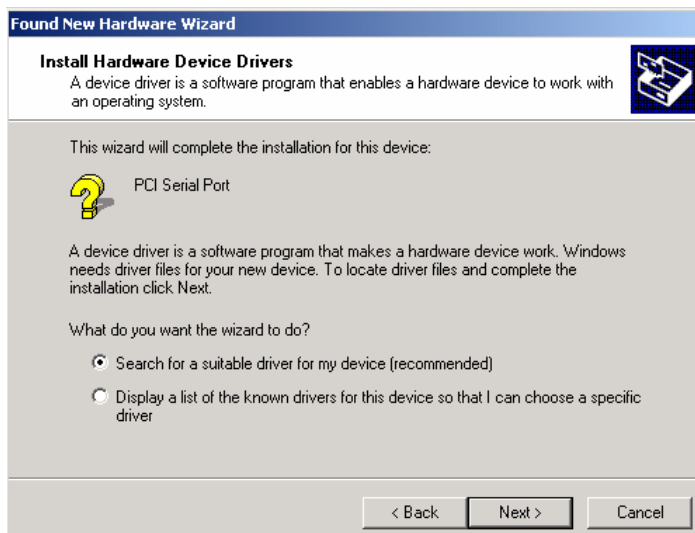 Found New Hardware Wizard
Install Hardware Device Drivers
A device driver is a software program that enables a hardware device to work with
an operating system.
This wizard will complete the installation for this device:
PCI Serial Port
A device driver is a software program that makes a hardware device work. Windows
needs driver files for your new device. To locate driver files and complete the
installation click Next.
What do you want the wizard to do?
Search for a suitable driver for my device (recommended)
Display a list of the known drivers for this device so that I can choose a specific
driver
< Back Next > Cancel